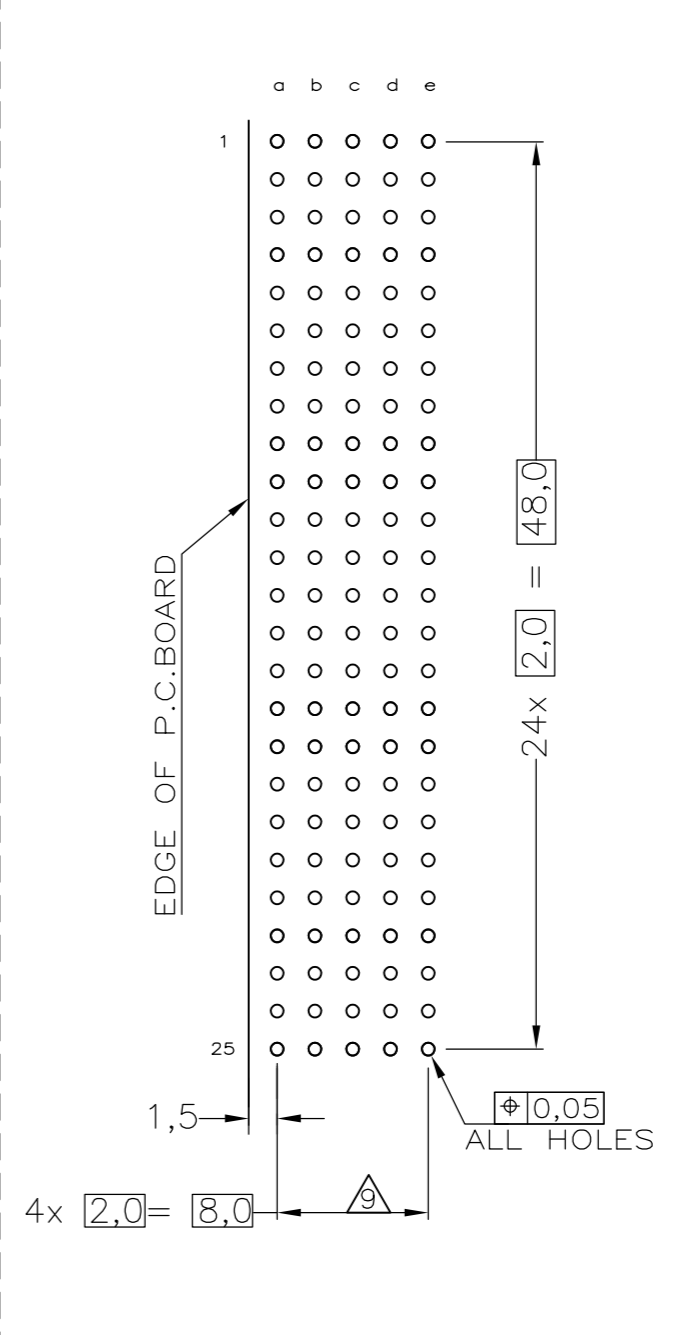 a b c d e
1
EDGE OF P.C.BOARD
24x 2,0 = 48,0
25
1,5
⌖ 0,05
ALL HOLES
4x 2,0= 8,0
9